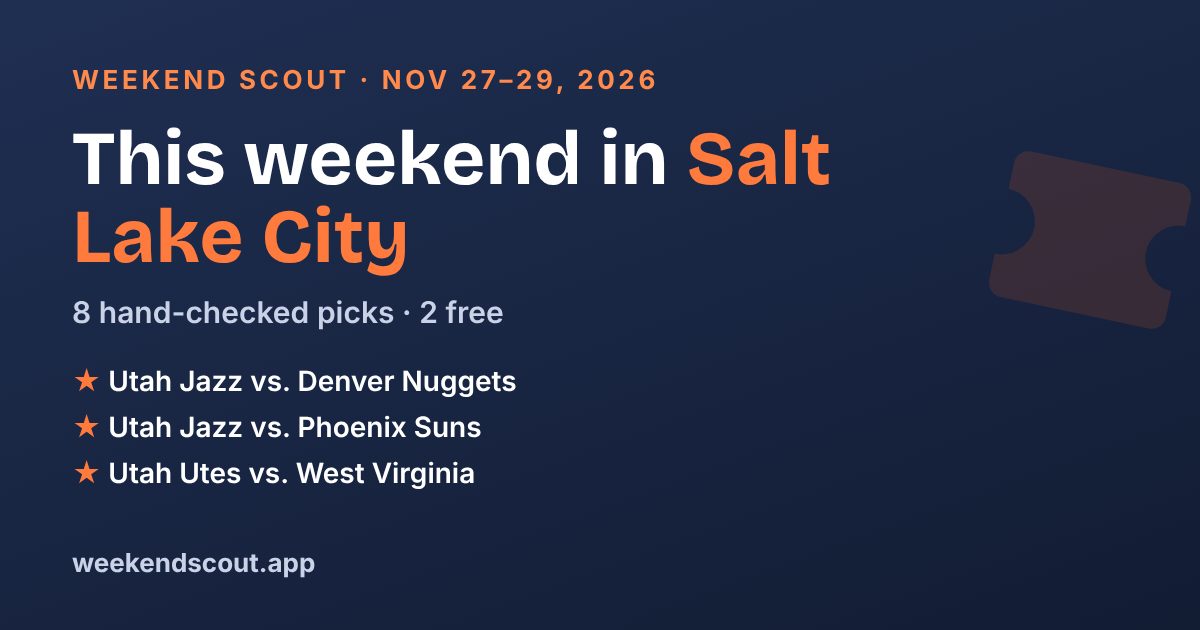 WEEKEND SCOUT · NOV 27–29, 2026
This weekend in Salt
Lake City
8 hand-checked picks · 2 free
★ Utah Jazz vs. Denver Nuggets
★ Utah Jazz vs. Phoenix Suns
★ Utah Utes vs. West Virginia
weekendscout.app